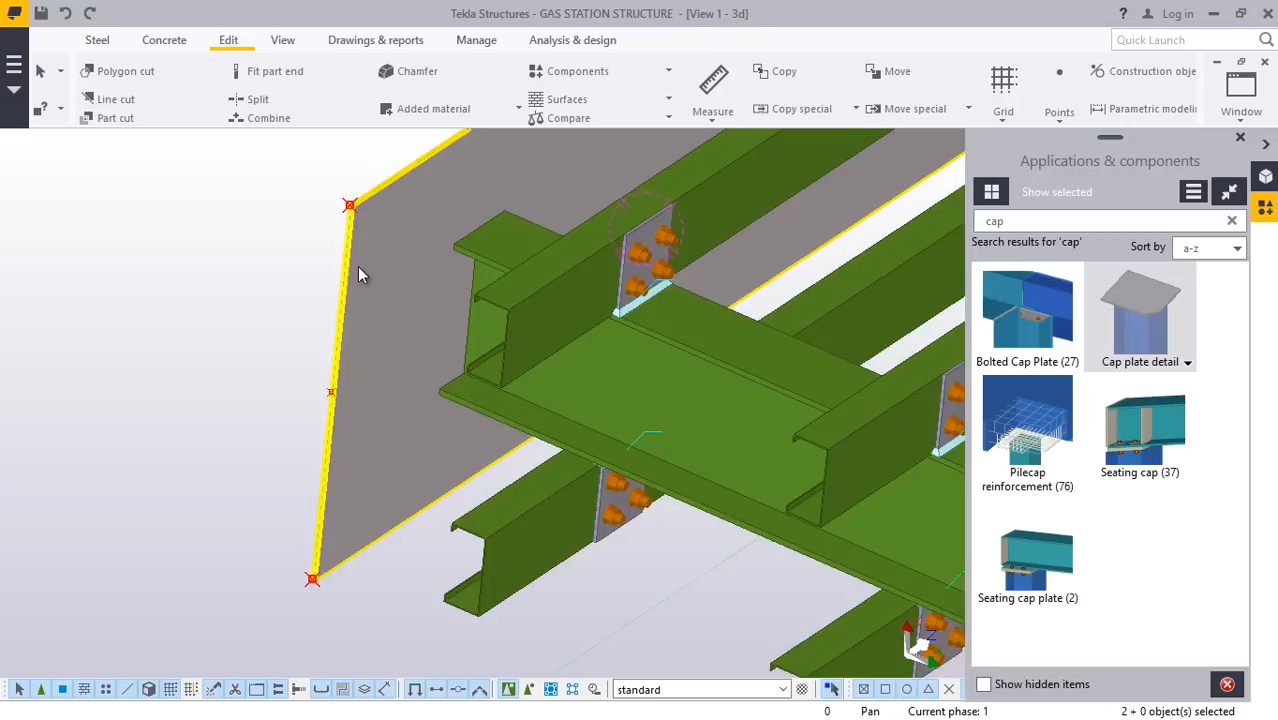 Tekla Structures - GAS STATION STRUCTURE - [View 1 - 3d]
? Log in
Steel Concrete Edit View Drawings & reports Manage Analysis & design
Quick Launch
Polygon cut
Line cut
Part cut
Fit part end
Split
Combine
Chamfer
Added material
Components
Surfaces
Compare
Measure
Copy
Copy special
Move
Move special
Grid
Points
Construction obje
Parametric modeli
Window
Applications & components
Show selected
cap
Search results for 'cap'
Sort by a-z
Bolted Cap Plate (27)
Cap plate detail
Pilecap
reinforcement (76)
Seating cap (37)
Seating cap plate (2)
Z
Show hidden items
standard
0 Pan Current phase: 1 2 + 0 object(s) selected